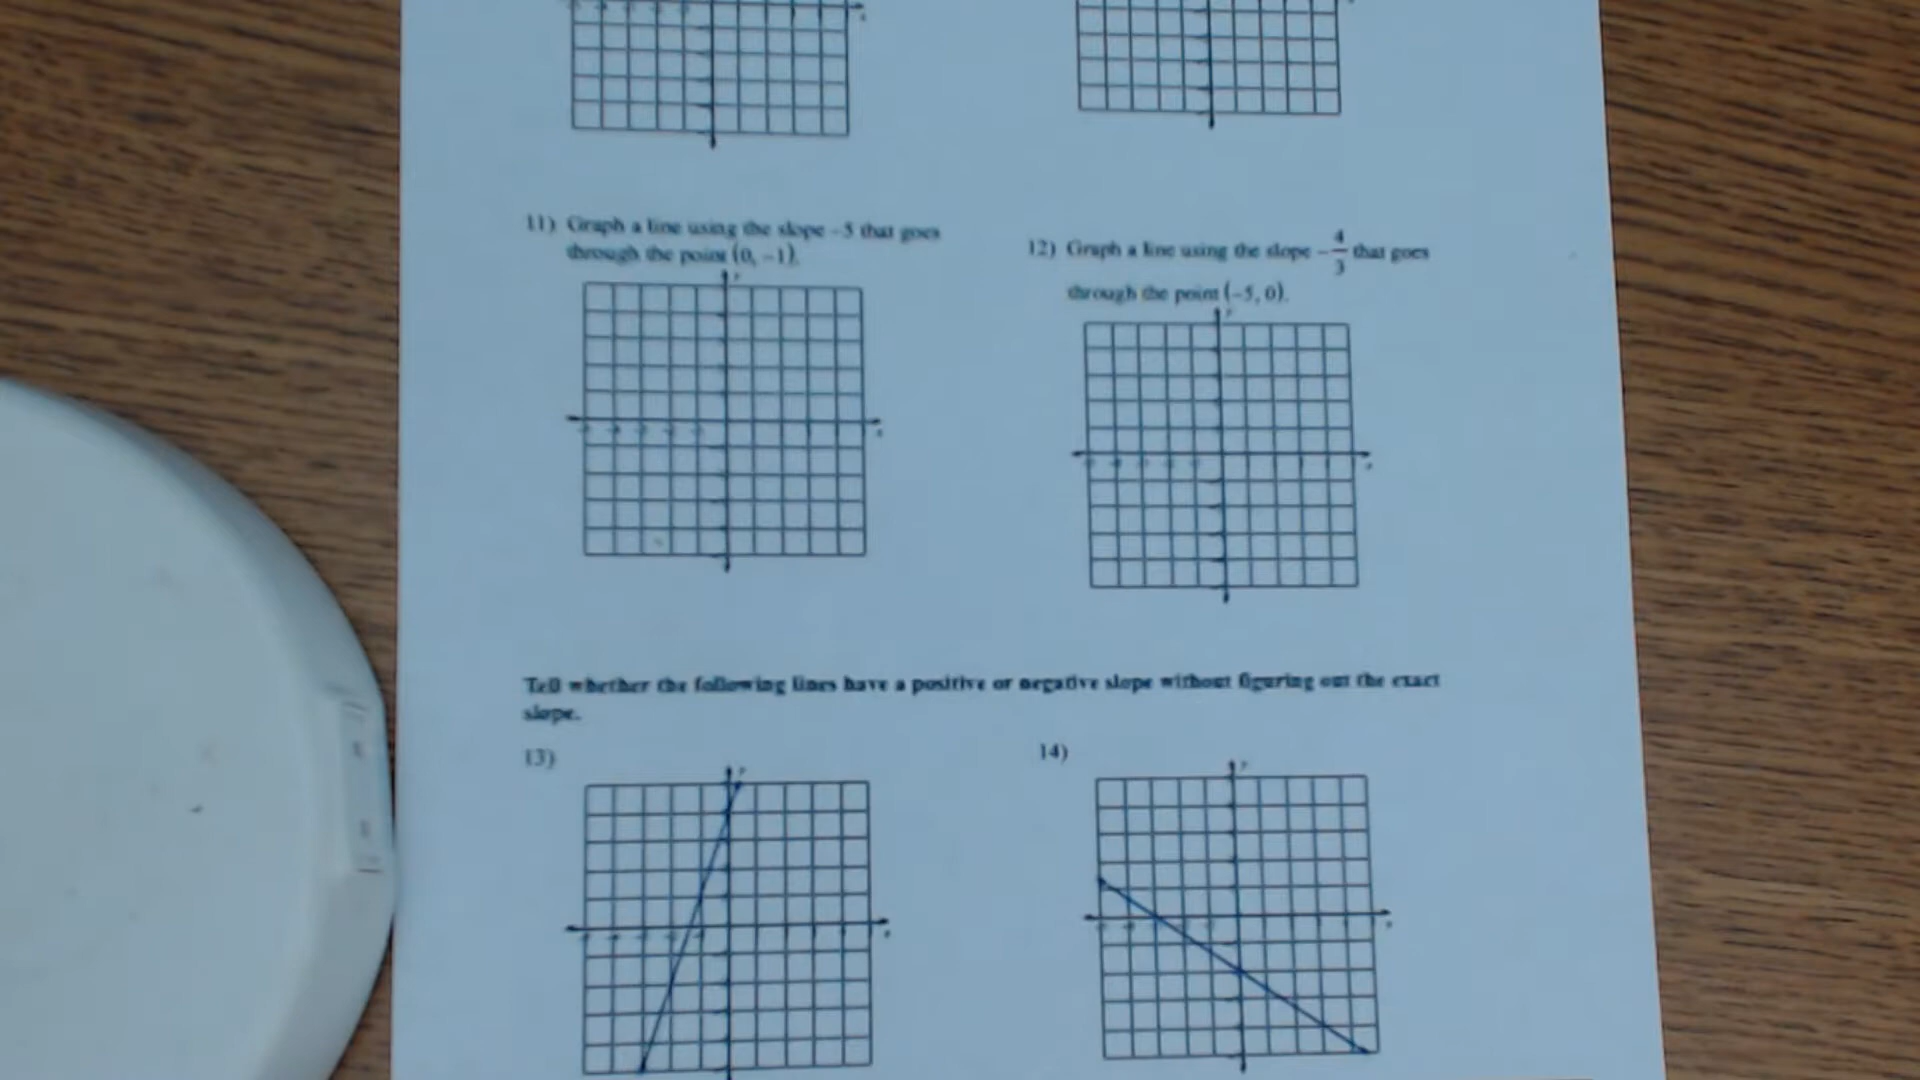 11) Graph a line using the slope −5 that goes
through the point (0, −1).
12) Graph a line using the slope −4/3 that goes
through the point (−5, 0).
Tell whether the following lines have a positive or negative slope without figuring out the exact
slope.
13)
14)